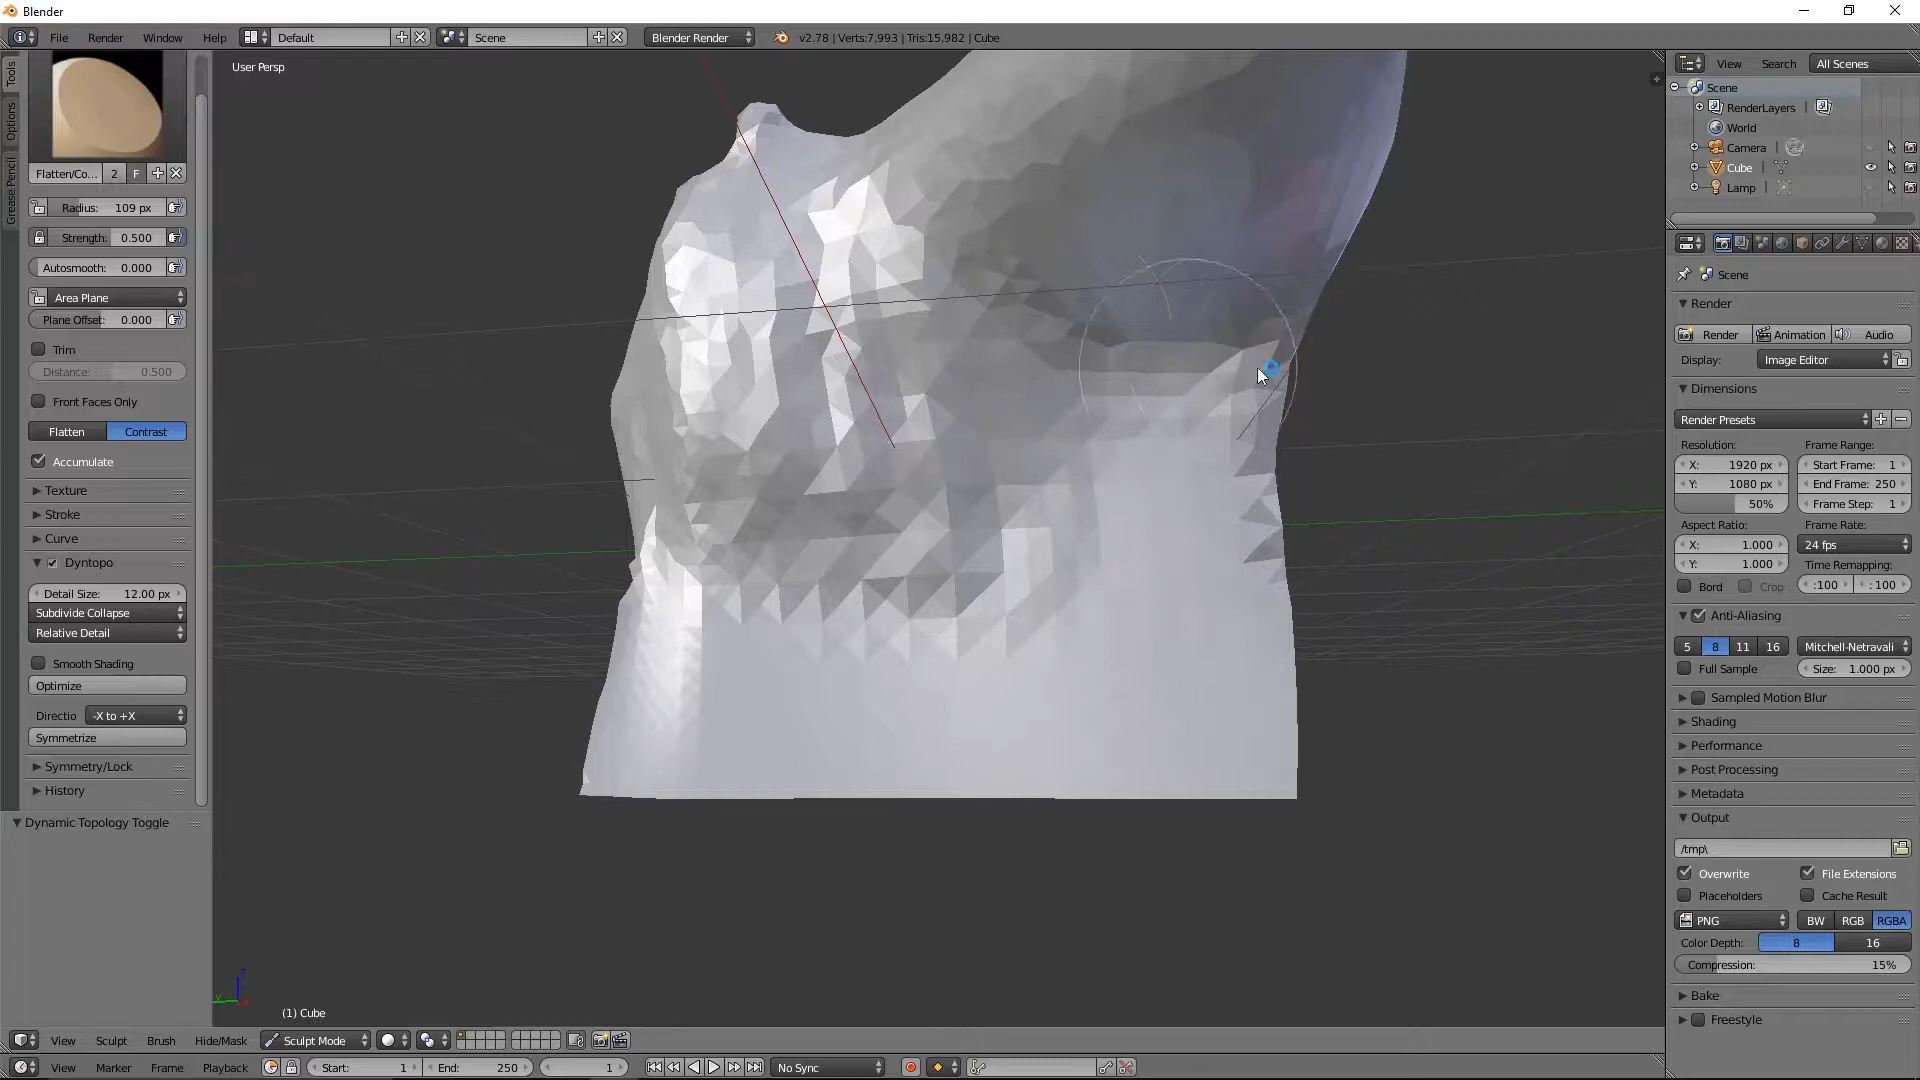 Blender
File Render Window Help Default Scene Blender Render v2.78 | Verts:7,993 | Tris:15,982 | Cube
Tools
Options
Grease Pencil
Flatten/Co... 2 F
Radius: 109 px
Strength: 0.500
Autosmooth: 0.000
Area Plane
Plane Offset: 0.000
Trim
Distance: 0.500
Front Faces Only
Flatten Contrast
Accumulate
Texture
Stroke
Curve
Dyntopo
Detail Size: 12.00 px
Subdivide Collapse
Relative Detail
Smooth Shading
Optimize
Directio -X to +X
Symmetrize
Symmetry/Lock
History
Dynamic Topology Toggle
User Persp
(1) Cube
View Search All Scenes
Scene
RenderLayers
World
Camera
Cube
Lamp
Scene
Render
Render Animation Audio
Display: Image Editor
Dimensions
Render Presets
Resolution: Frame Range:
X: 1920 px Start Frame: 1
Y: 1080 px End Frame: 250
50% Frame Step: 1
Aspect Ratio: Frame Rate:
X: 1.000 24 fps
Y: 1.000 Time Remapping:
Bord Crop :100 : 100
Anti-Aliasing
5 8 11 16 Mitchell-Netravali
Full Sample Size: 1.000 px
Sampled Motion Blur
Shading
Performance
Post Processing
Metadata
Output
/tmp\
Overwrite File Extensions
Placeholders Cache Result
PNG BW RGB RGBA
Color Depth: 8 16
Compression: 15%
Bake
Freestyle
View Sculpt Brush Hide/Mask Sculpt Mode
View Marker Frame Playback Start: 1 End: 250 1 No Sync